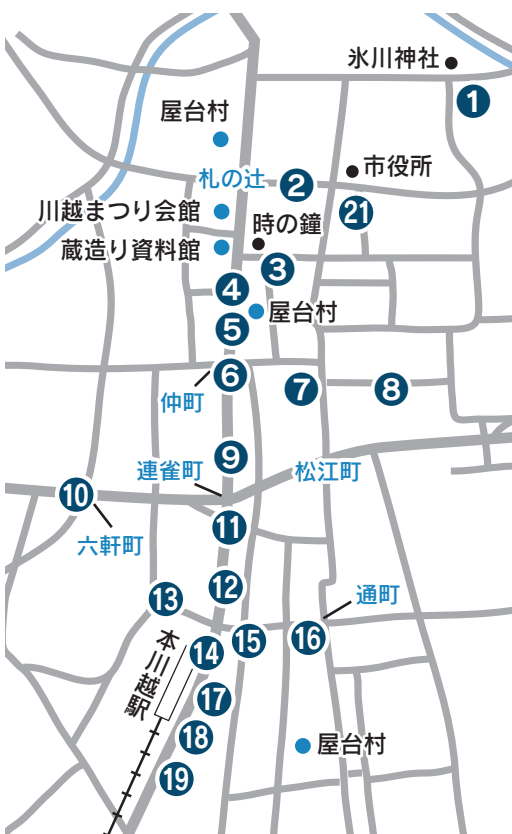 氷川神社
1
屋台村
札の辻
2
市役所
川越まつり会館
21
時の鐘
蔵造り資料館
3
4
屋台村
5
6
7
8
仲町
9
連雀町
松江町
10
11
六軒町
12
13
通町
本川越駅
14
15
16
17
18
屋台村
19